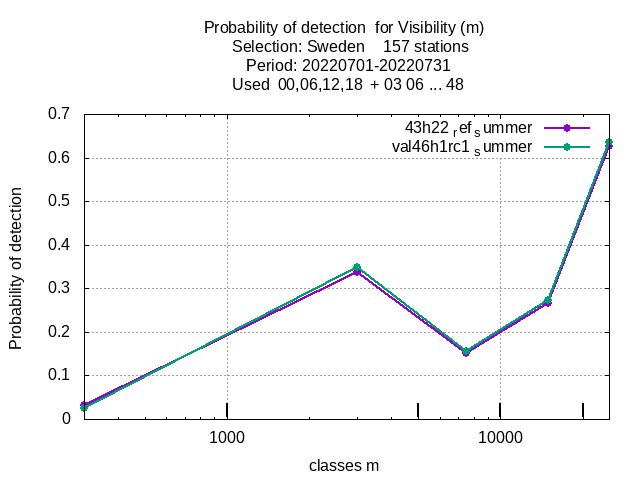 Probability of detection  for Visibility (m)
Selection: Sweden    157 stations
Period: 20220701-20220731
Used  00,06,12,18  + 03 06 ... 48
0.7
0.6
0.5
0.4
0.3
0.2
0.1
0
Probability of detection
43h22 refsummer
val46h1rc1 summer
1000
10000
classes m